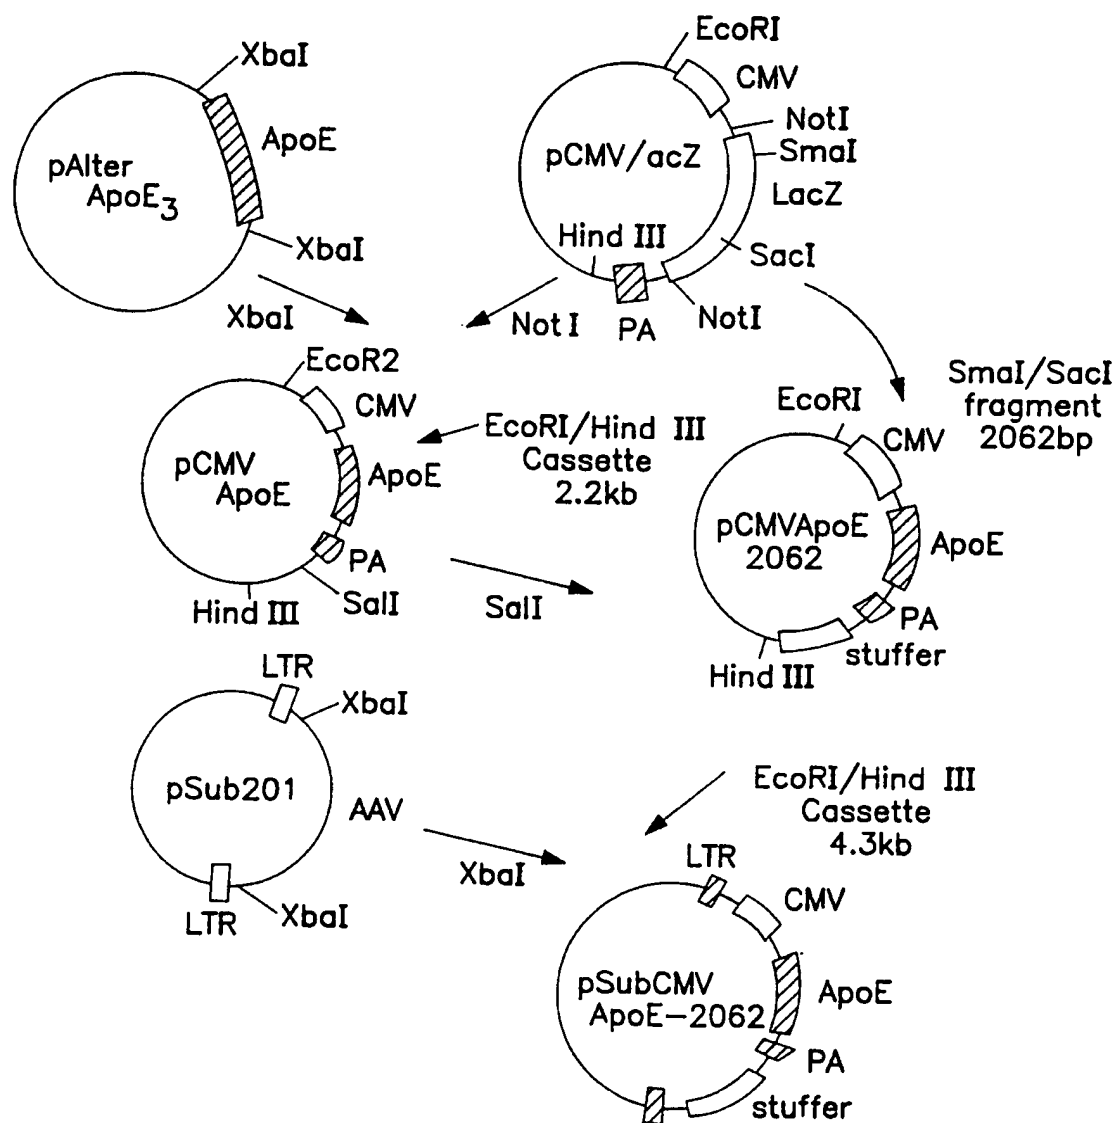 XbaI
ApoE
pAlter
ApoE3
XbaI
XbaI
EcoRI
CMV
NotI
SmaI
pCMV/acZ
LacZ
Hind III
SacI
Not I
PA
NotI
EcoR2
CMV
pCMV
ApoE
ApoE
EcoRI/Hind III
Cassette
2.2kb
PA
SalI
Hind III
SalI
SmaI/SacI
fragment
2062bp
EcoRI
CMV
pCMVApoE
2062
ApoE
PA
stuffer
Hind III
LTR
XbaI
pSub201
AAV
LTR
XbaI
XbaI
EcoRI/Hind III
Cassette
4.3kb
LTR
CMV
pSubCMV
ApoE-2062
ApoE
PA
stuffer